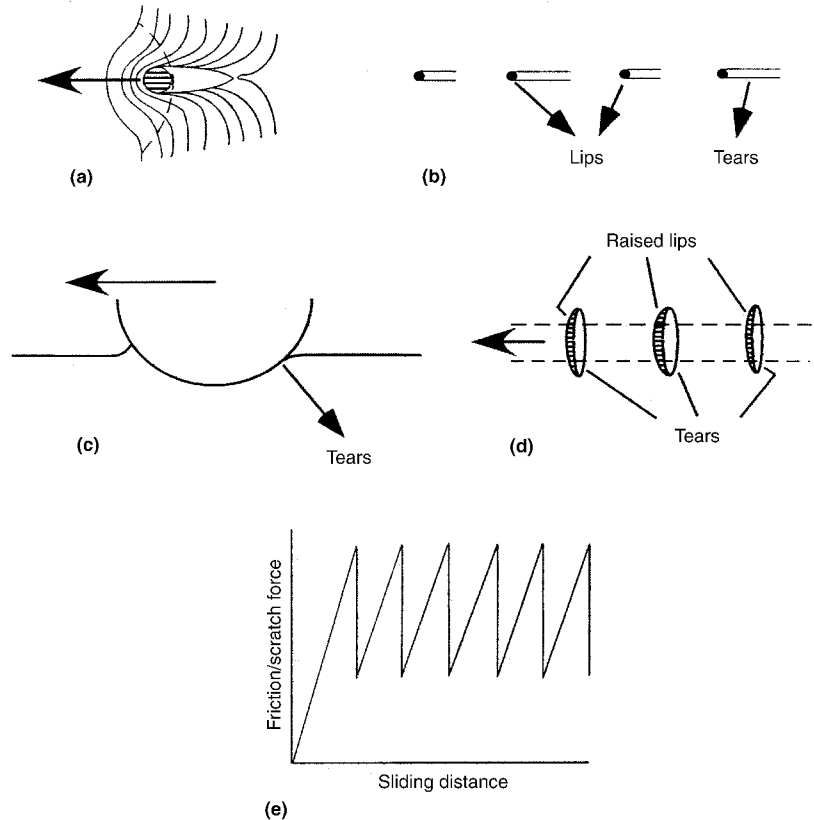 (a)
Lips
Tears
(b)
Raised lips
Tears
(c)
Tears
(d)
Friction/scratch force
Sliding distance
(e)